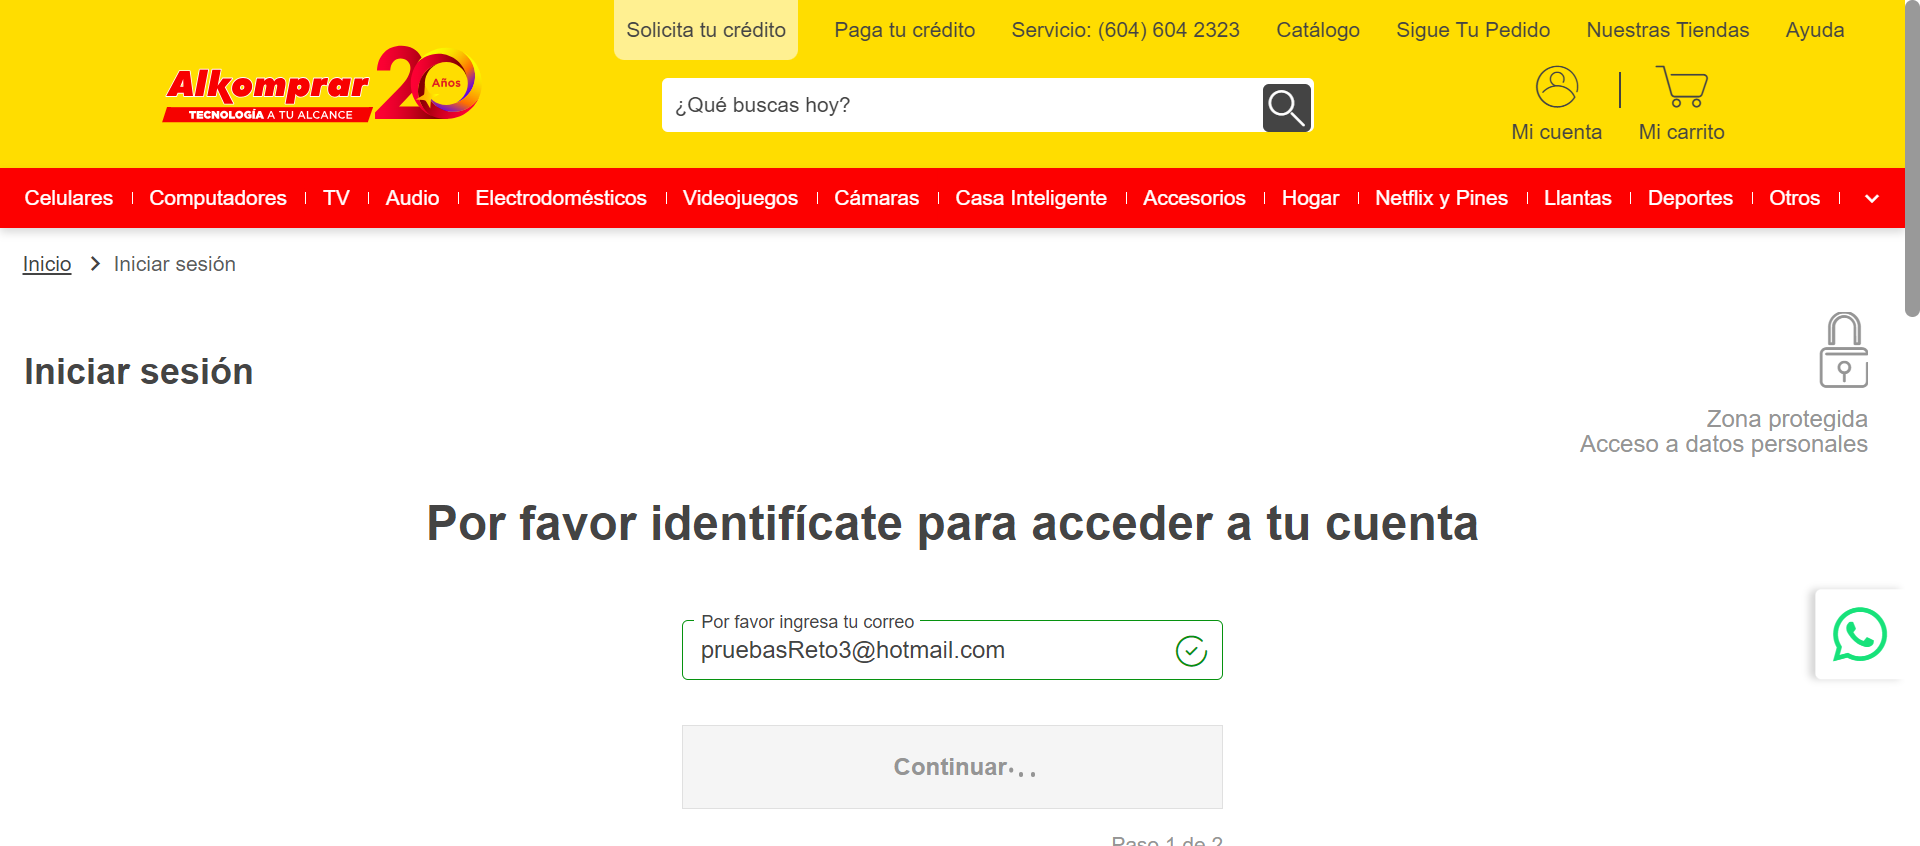 Solicita tu crédito
Paga tu crédito
Servicio: (604) 604 2323
Catálogo
Sigue Tu Pedido
Nuestras Tiendas
Ayuda
Alkomprar
TECNOLOGÍA A TU ALCANCE
20
Años
¿Qué buscas hoy?
Mi cuenta
Mi carrito
Celulares
Computadores
TV
Audio
Electrodomésticos
Videojuegos
Cámaras
Casa Inteligente
Accesorios
Hogar
Netflix y Pines
Llantas
Deportes
Otros
Inicio
Iniciar sesión
Iniciar sesión
Zona protegida
Acceso a datos personales
Por favor identifícate para acceder a tu cuenta
Por favor ingresa tu correo
pruebasReto3@hotmail.com
Continuar...
Paso 1 de 2